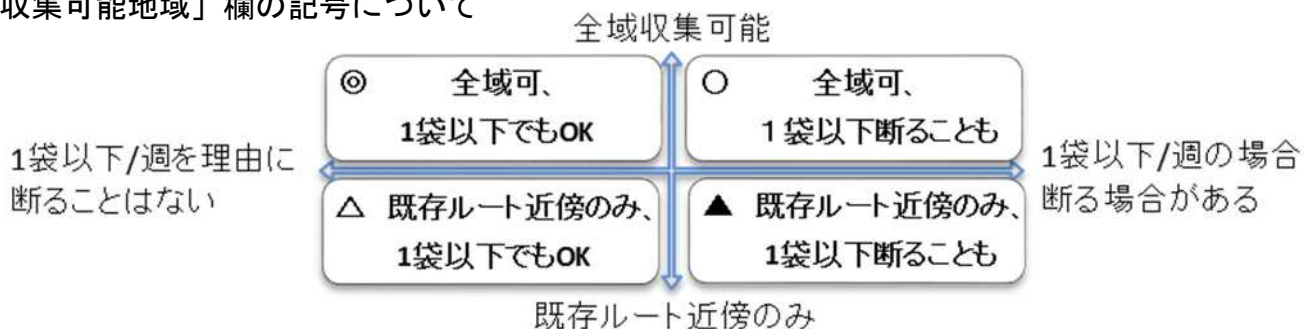 収集可能地域」欄の記号について
全域収集可能
◎ 全域可、
1袋以下でもOK
○ 全域可、
１袋以下断ることも
1袋以下/週を理由に
断ることはない
1袋以下/週の場合
断る場合がある
△ 既存ルート近傍のみ、
1袋以下でもOK
▲ 既存ルート近傍のみ、
1袋以下断ることも
既存ルート近傍のみ